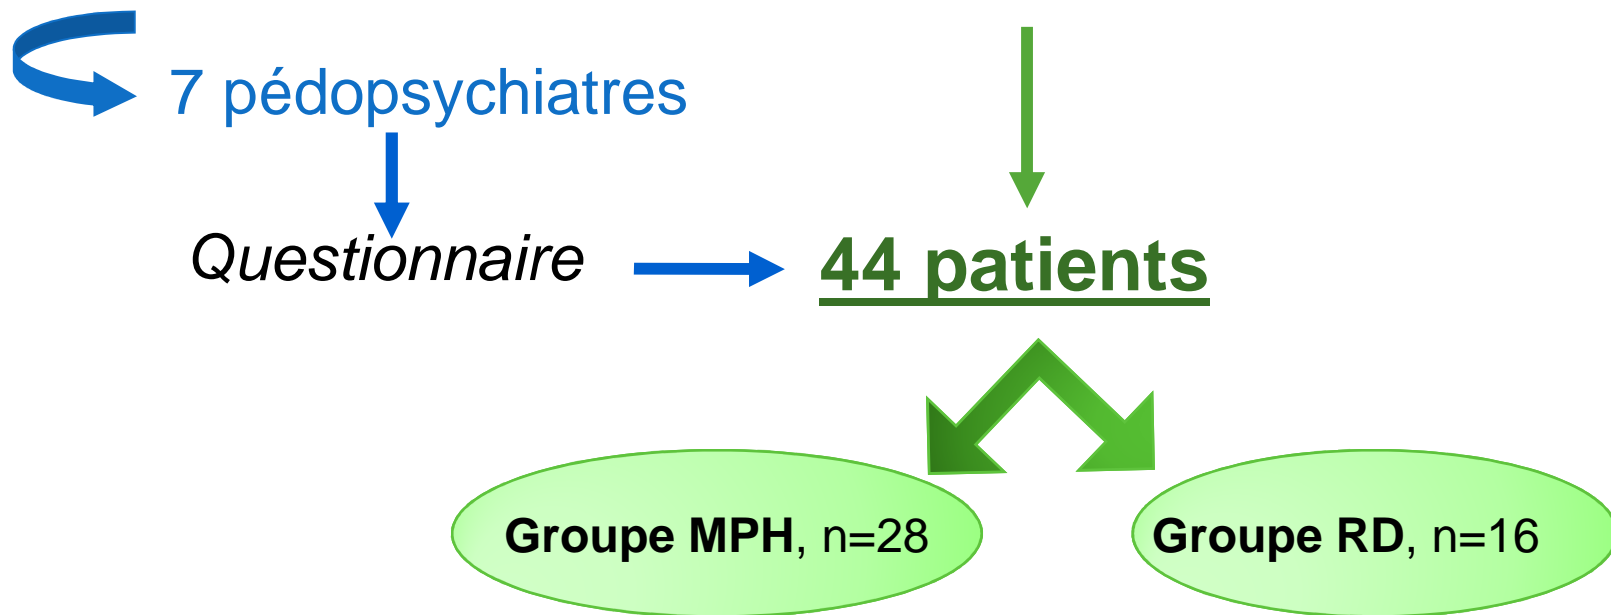 7 pédopsychiatres
Questionnaire
44 patients
Groupe MPH, n=28
Groupe RD, n=16